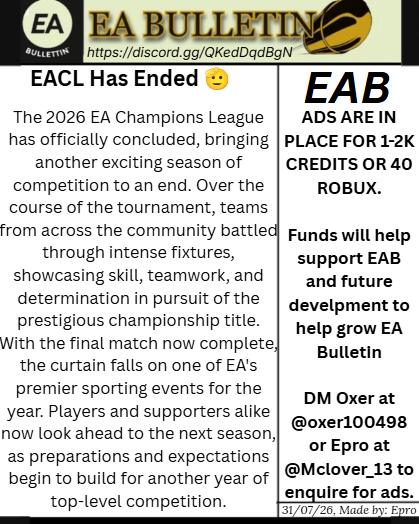 EA
BULLETTIN
EA BULLETIN
https://discord.gg/QKedDqdBgN
EACL Has Ended 🫡
The 2026 EA Champions League
has officially concluded, bringing
another exciting season of
competition to an end. Over the
course of the tournament, teams
from across the community battled
through intense fixtures,
showcasing skill, teamwork, and
determination in pursuit of the
prestigious championship title.
With the final match now complete,
the curtain falls on one of EA's
premier sporting events for the
year. Players and supporters alike
now look ahead to the next season,
as preparations and expectations
begin to build for another year of
top-level competition.
EAB
ADS ARE IN
PLACE FOR 1-2K
CREDITS OR 40
ROBUX.
Funds will help
support EAB
and future
develpment to
help grow EA
BulletIn
DM Oxer at
@oxer100498
or Epro at
@Mclover_13 to
enquire for ads.
31/07/26, Made by: Epro